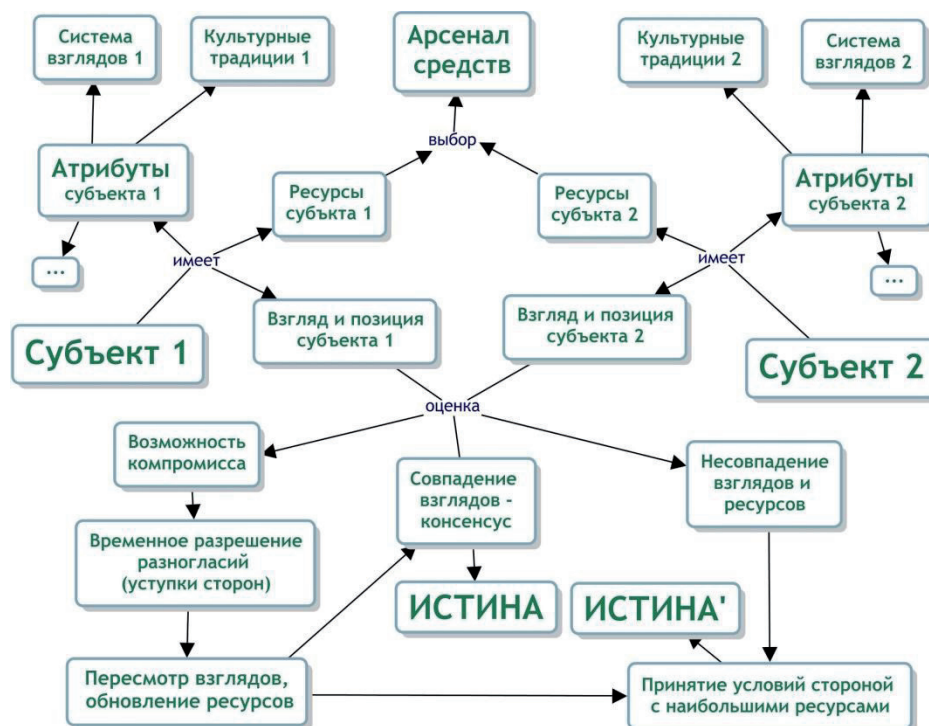 Система
взглядов 1
Культурные
традиции 1
Арсенал
средств
Культурные
традиции 2
Система
взглядов 2
выбор
Атрибуты
субъекта 1
Ресурсы
субъкта 1
Ресурсы
субъкта 2
Атрибуты
субъекта 2
...
имеет
имеет
...
Субъект 1
Взгляд и позиция
субъекта 1
Взгляд и позиция
субъекта 2
Субъект 2
оценка
Возможность
компромисса
Совпадение
взглядов -
консенсус
Несовпадение
взглядов и
ресурсов
Временное разрешение
разногласий
(уступки сторон)
ИСТИНА
ИСТИНА'
Пересмотр взглядов,
обновление ресурсов
Принятие условий стороной
с наибольшими ресурсами